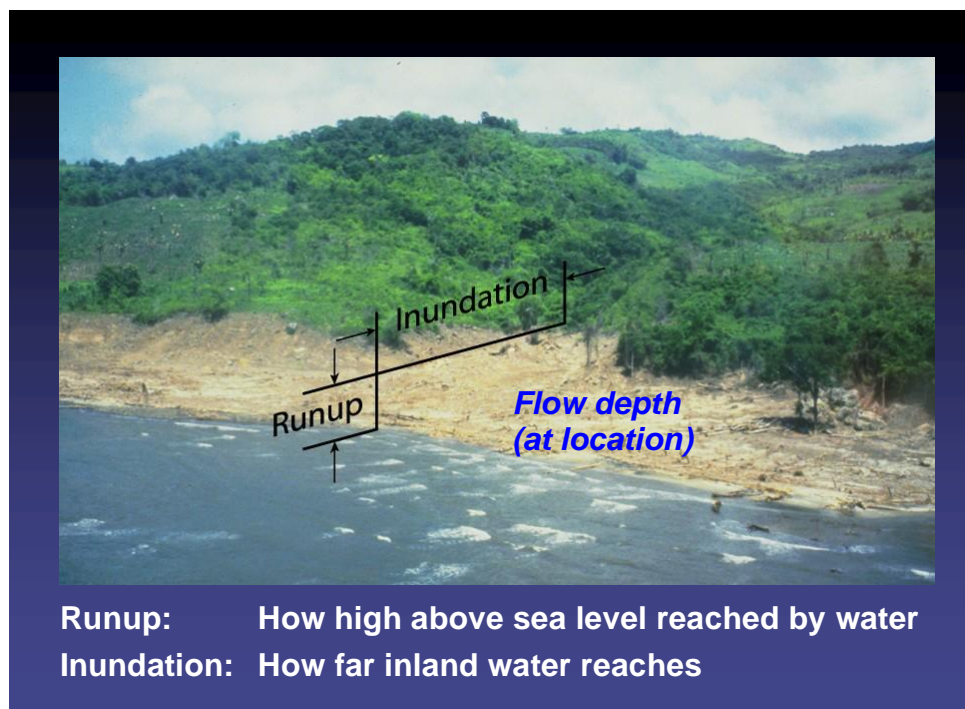 Inundation
Runup
Flow depth
(at location)
Runup: How high above sea level reached by water
Inundation: How far inland water reaches